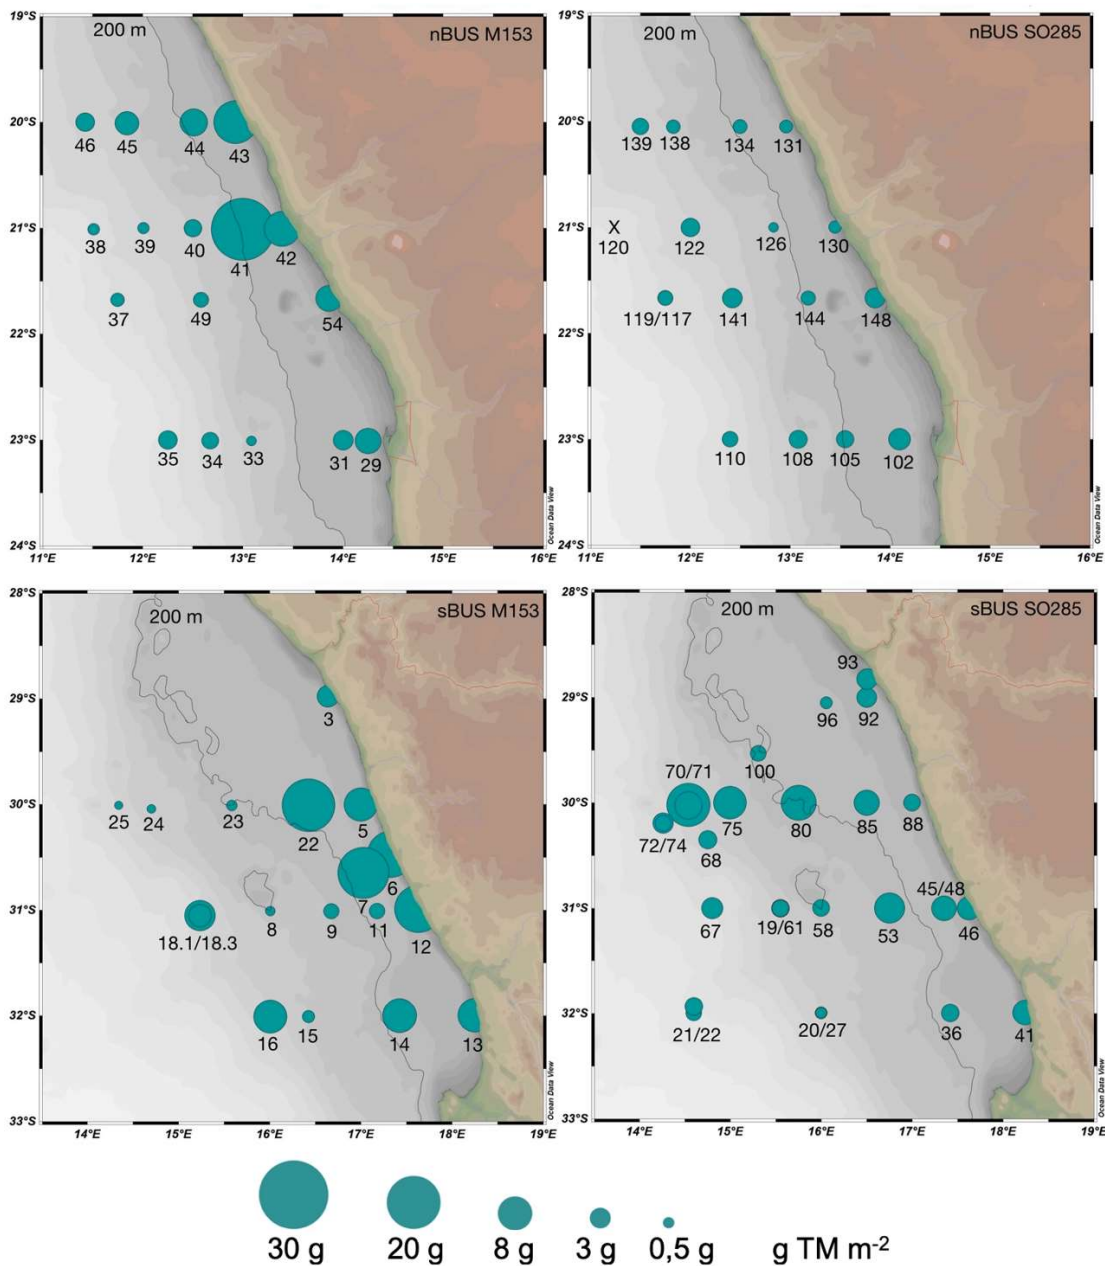 nBUS M153
200 m
19°S
20°S
21°S
22°S
23°S
24°S
11°E 12°E 13°E 14°E 15°E 16°E
46 45 44 43
38 39 40 41 42
37 49 54
35 34 33 31 29
Ocean Data View
nBUS SO285
200 m
19°S
20°S
21°S
22°S
23°S
24°S
11°E 12°E 13°E 14°E 15°E 16°E
139 138 134 131
X
120 122 126 130
119/117 141 144 148
110 108 105 102
Ocean Data View
sBUS M153
200 m
28°S
29°S
30°S
31°S
32°S
33°S
14°E 15°E 16°E 17°E 18°E 19°E
3
25 24 23 22 5
6
7
18.1/18.3 8 9 11 12
16 15 14 13
Ocean Data View
sBUS SO285
200 m
28°S
29°S
30°S
31°S
32°S
33°S
14°E 15°E 16°E 17°E 18°E 19°E
93
96 92
100
70/71
72/74 75 80 85 88
68
45/48
67 19/61 58 53 46
21/22 20/27 36 41
Ocean Data View
30 g 20 g 8 g 3 g 0,5 g g TM m⁻²